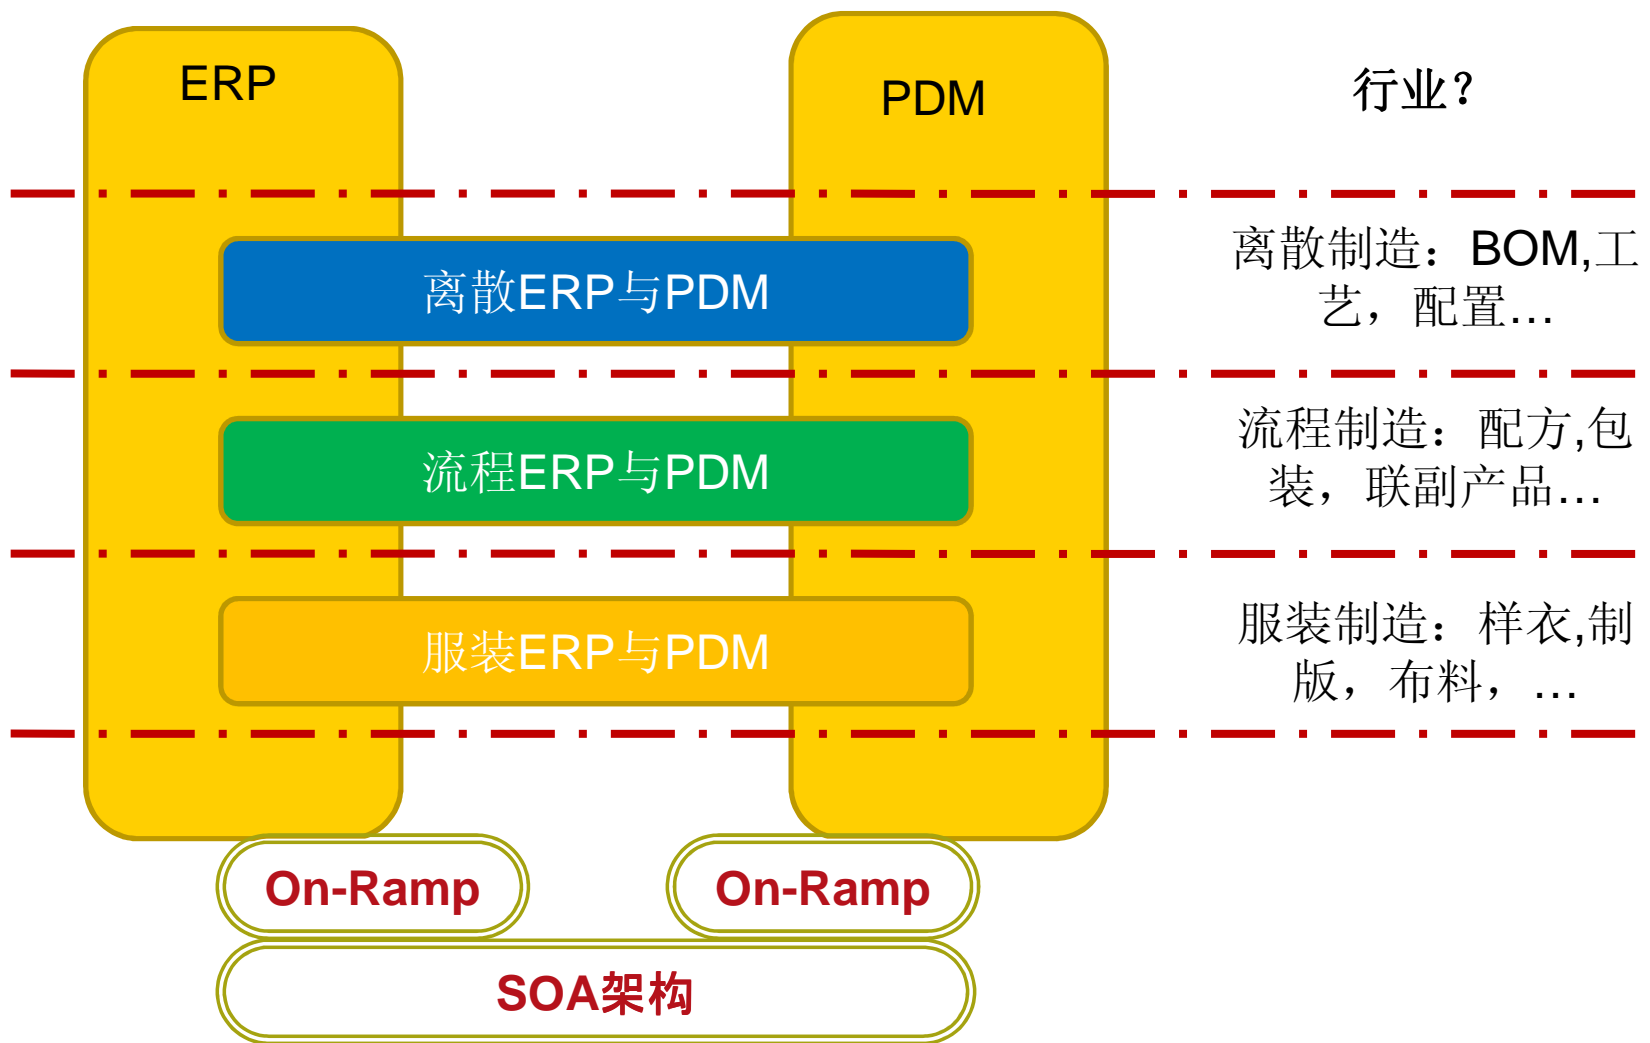 ERP
PDM
行业？
离散ERP与PDM
离散制造：BOM,工
艺，配置…
流程ERP与PDM
流程制造：配方,包
装，联副产品…
服装ERP与PDM
服装制造：样衣,制
版，布料，…
On-Ramp
On-Ramp
SOA架构